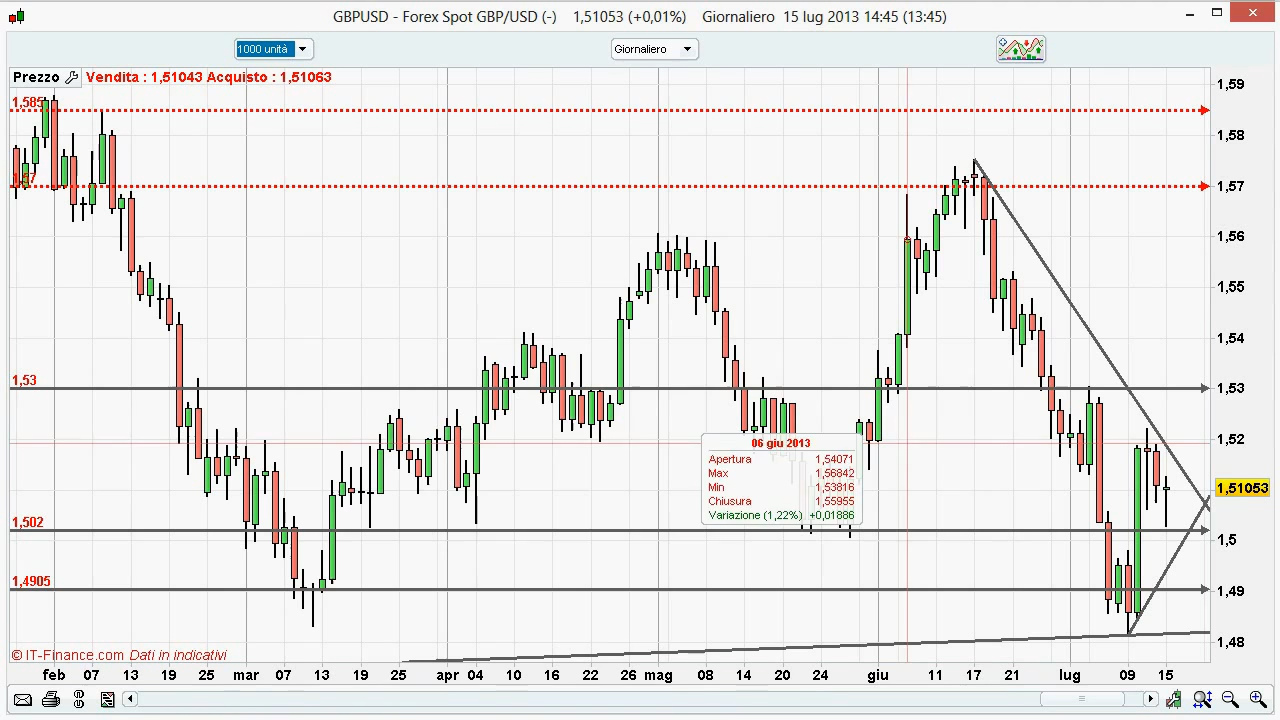 GBPUSD - Forex Spot GBP/USD (-) 1,51053 (+0,01%) Giornaliero 15 lug 2013 14:45 (13:45)
1000 unità
Giornaliero
Prezzo Vendita : 1,51043 Acquisto : 1,51063
1,59
1,585
1,58
1,57
1,57
1,56
1,55
1,54
1,53
1,53
1,52
06 giu 2013
Apertura 1,54071
Max 1,56842
Min 1,53816
Chiusura 1,55955
Variazione (1,22%) +0,01886
1,51053
1,502
1,5
1,4905
1,49
1,48
© IT-Finance.com Dati in indicativi
feb 07 13 19 25 mar 07 13 19 25 apr 04 10 16 22 26 mag 08 14 20 24 giu 11 17 21 lug 09 15